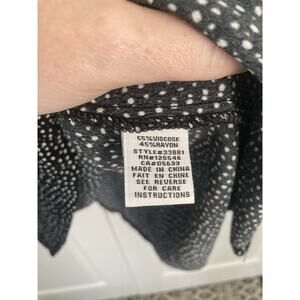 55%VISCOSE
45%RAYON
STYLE#33881
RN#125546
CA#05633
MADE IN CHINA
FAIT EN CHINE
SEE REVERSE
FOR CARE
INSTRUCTIONS